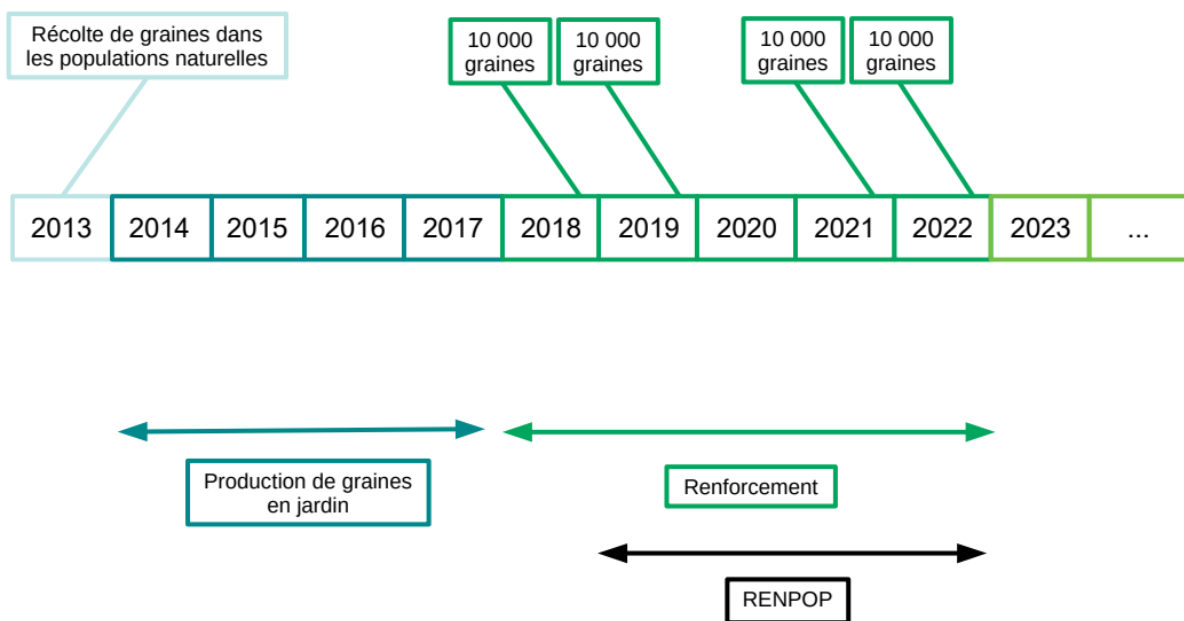 Récolte de graines dans
les populations naturelles
10 000
graines
10 000
graines
10 000
graines
10 000
graines
2013 2014 2015 2016 2017 2018 2019 2020 2021 2022 2023 ...
Production de graines
en jardin
Renforcement
RENPOP